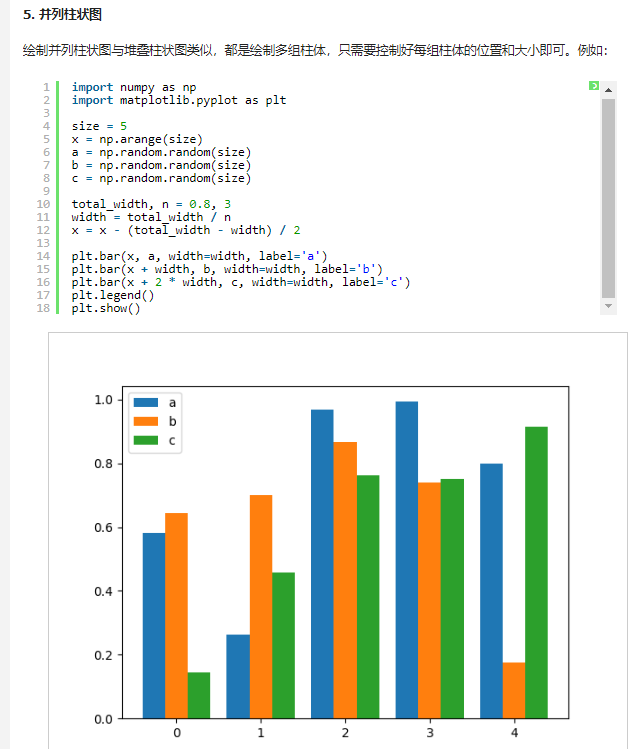 5. 并列柱状图
绘制并列柱状图与堆叠柱状图类似，都是绘制多组柱体，只需要控制好每组柱体的位置和大小即可。例如：
1 import numpy as np
2 import matplotlib.pyplot as plt
3
4 size = 5
5 x = np.arange(size)
6 a = np.random.random(size)
7 b = np.random.random(size)
8 c = np.random.random(size)
9
10 total_width, n = 0.8, 3
11 width = total_width / n
12 x = x - (total_width - width) / 2
13
14 plt.bar(x, a, width=width, label='a')
15 plt.bar(x + width, b, width=width, label='b')
16 plt.bar(x + 2 * width, c, width=width, label='c')
17 plt.legend()
18 plt.show()
1.0
0.8
0.6
0.4
0.2
0.0
a
b
c
0 1 2 3 4